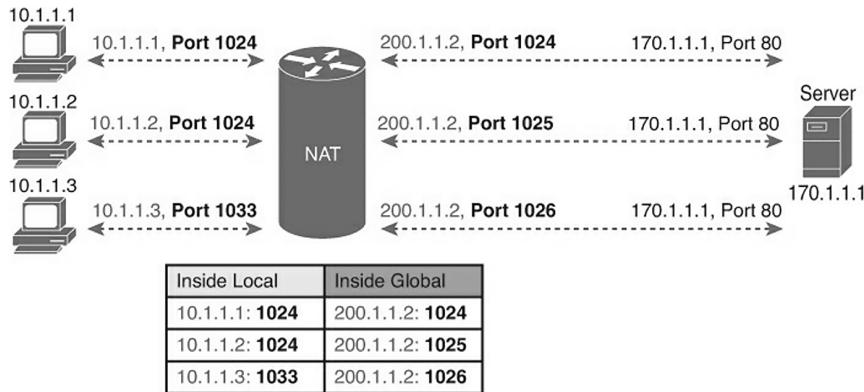 10.1.1.1
10.1.1.1, Port 1024
200.1.1.2, Port 1024
170.1.1.1, Port 80
10.1.1.2
10.1.1.2, Port 1024
200.1.1.2, Port 1025
170.1.1.1, Port 80
Server
NAT
10.1.1.3
10.1.1.3, Port 1033
200.1.1.2, Port 1026
170.1.1.1, Port 80
170.1.1.1
Inside Local Inside Global
10.1.1.1: 1024 200.1.1.2: 1024
10.1.1.2: 1024 200.1.1.2: 1025
10.1.1.3: 1033 200.1.1.2: 1026